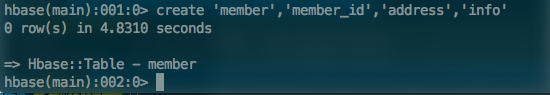 hbase(main):001:0> create 'member','member_id','address','info'
0 row(s) in 4.8310 seconds

=> Hbase::Table - member
hbase(main):002:0>